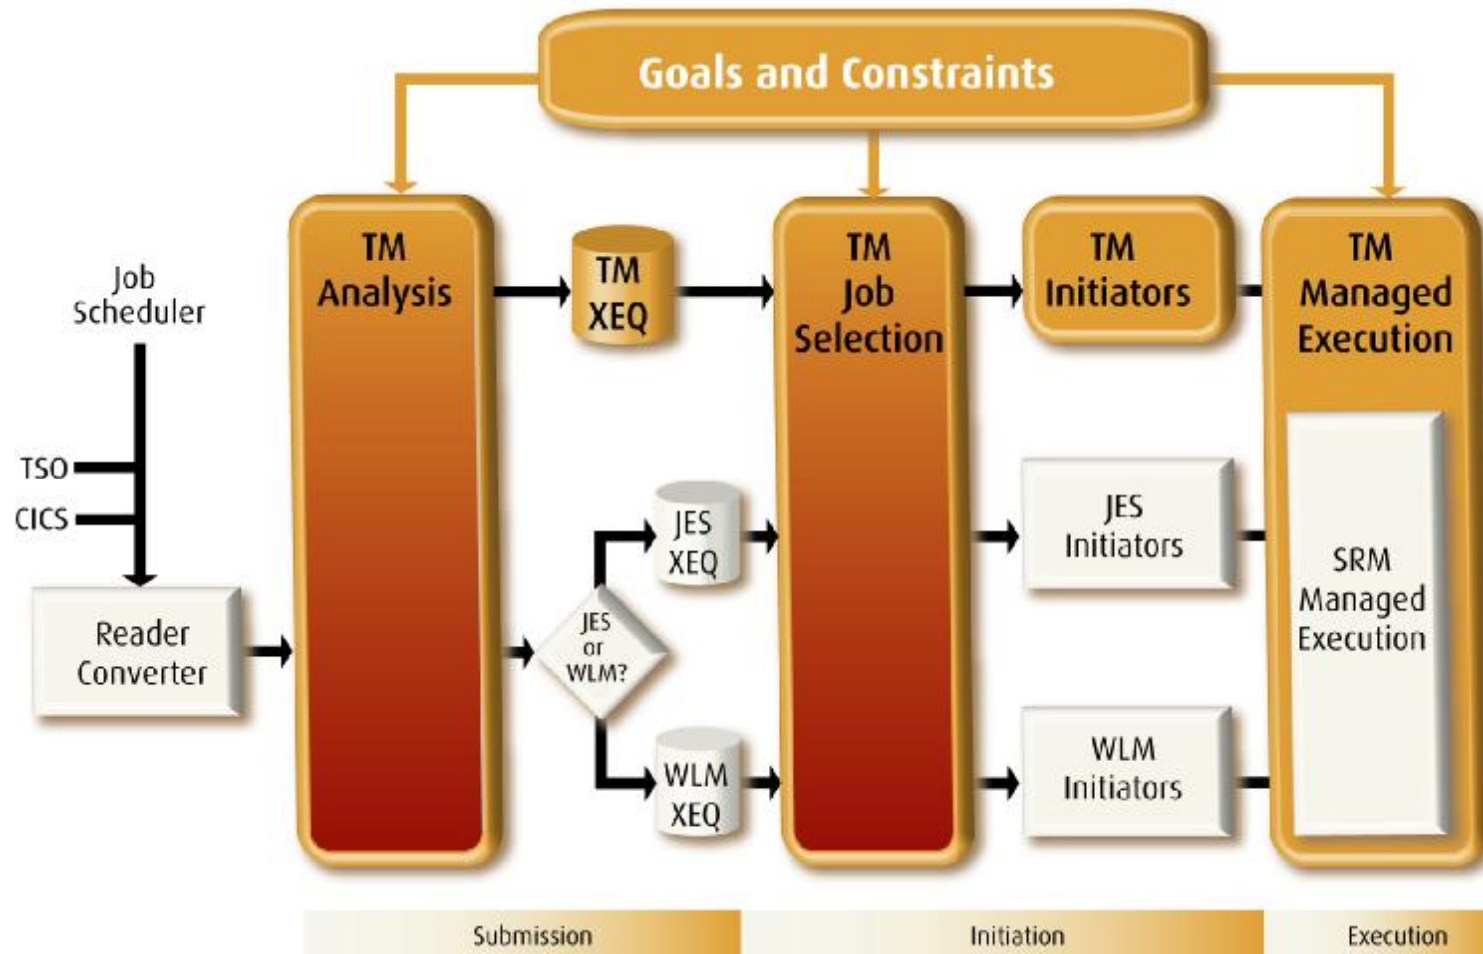 Goals and Constraints
Job
Scheduler
TSO
CICS
Reader
Converter
TM
Analysis
TM
XEQ
JES
or
WLM?
JES
XEQ
WLM
XEQ
TM
Job
Selection
TM
Initiators
JES
Initiators
WLM
Initiators
TM
Managed
Execution
SRM
Managed
Execution
Submission
Initiation
Execution